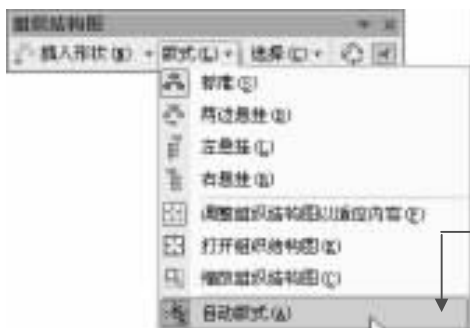 组织结构图
插入形状(N) 版式(L) 选择(C)
标准(S)
两边悬挂(B)
左悬挂(L)
右悬挂(R)
调整组织结构图以适应内容(F)
打开组织结构图(E)
缩放组织结构图(C)
自动版式(A)